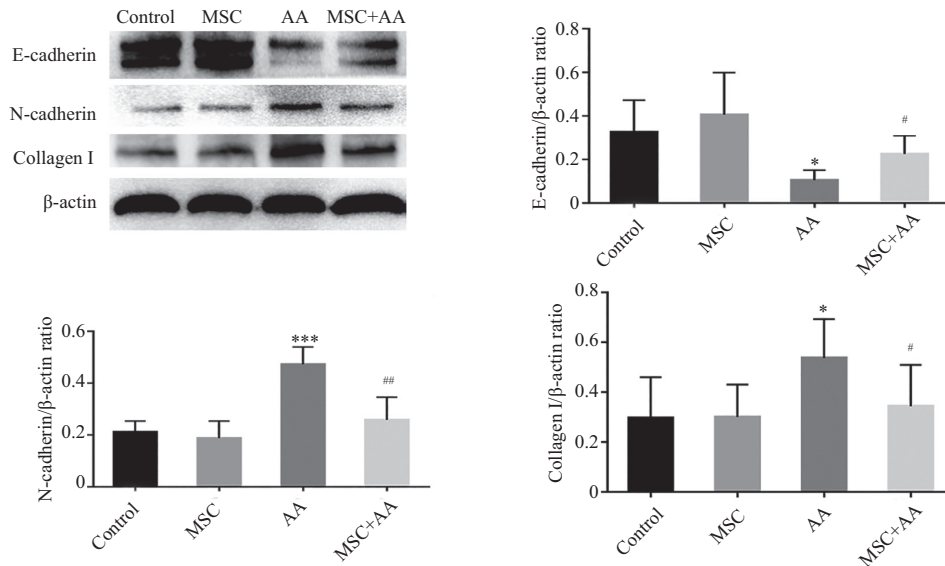 Control MSC AA MSC+AA
E-cadherin
N-cadherin
Collagen I
β-actin
E-cadherin/β-actin ratio
0.8
0.6
0.4
0.2
0
*
#
Control
MSC
AA
MSC+AA
N-cadherin/β-actin ratio
0.6
0.4
0.2
0
***
##
Control
MSC
AA
MSC+AA
Collagen I/β-actin ratio
0.8
0.6
0.4
0.2
0
*
#
Control
MSC
AA
MSC+AA